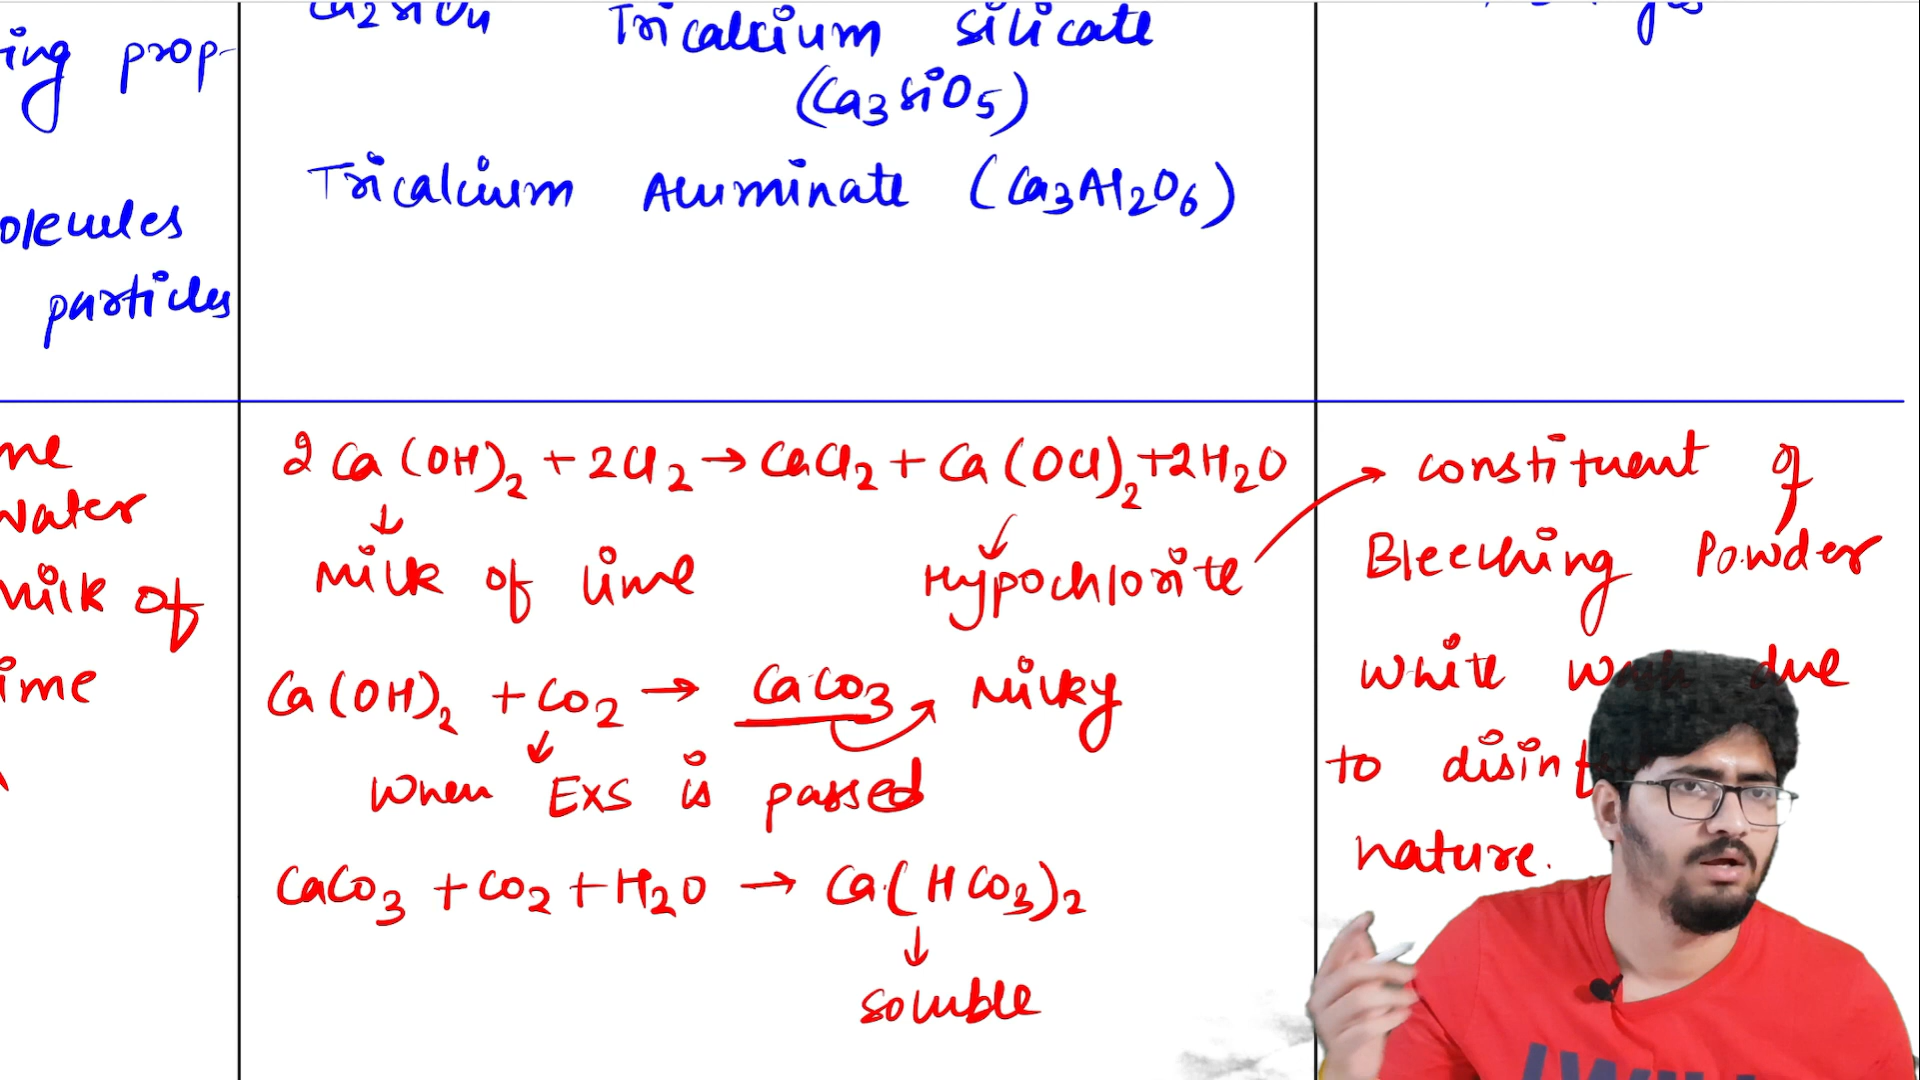 ing prop-
olecules
particles
Ca2SiO4 Tricalcium silicate
(Ca3SiO5)
Tricalcium Aluminate (Ca3Al2O6)
me
water
milk of
ime
2Ca(OH)2 + 2Cl2 → CaCl2 + Ca(OCl)2 + 2H2O
↓
milk of lime
Hypochlorite
Ca(OH)2 + CO2 → CaCO3 → Milky
↓
When EXS is passed
CaCO3 + CO2 + H2O → Ca(HCO3)2
↓
Soluble
constituent of
Bleeching Powder
white due
to
nature.